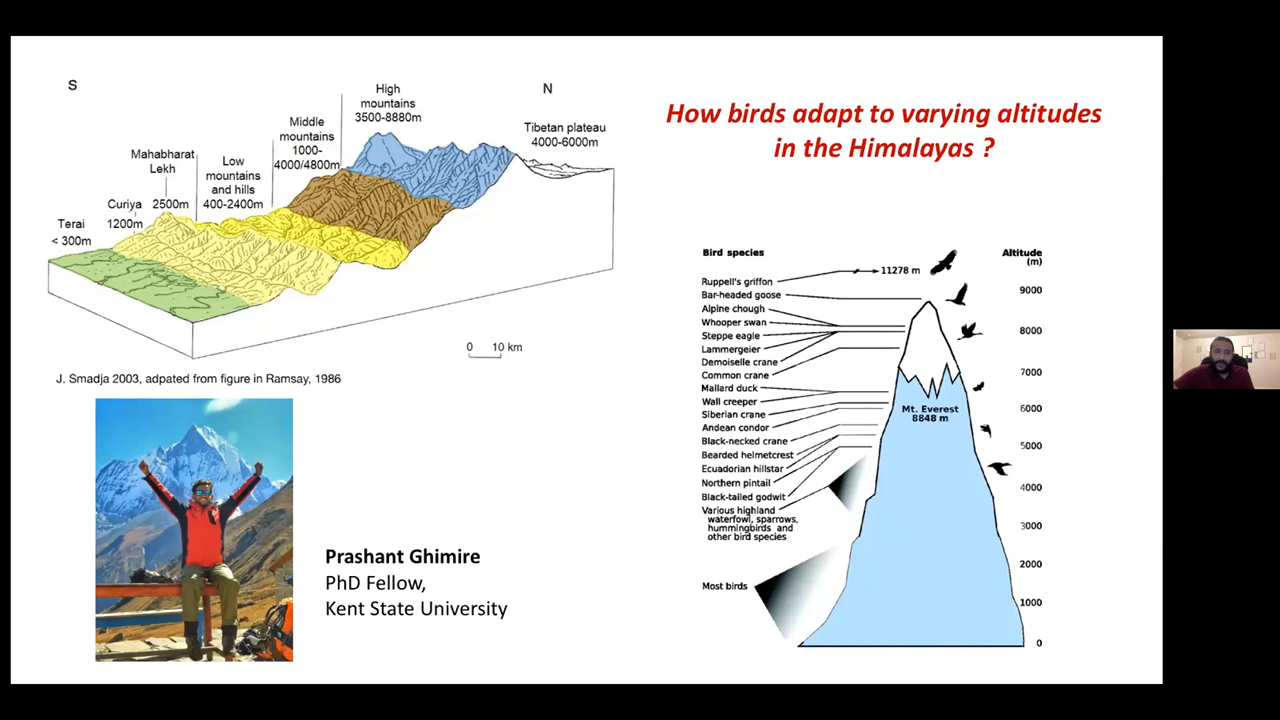 S
N
High
mountains
3500-8880m
Middle
mountains
1000-
4000/4800m
Tibetan plateau
4000-6000m
Mahabharat
Lekh
2500m
Low
mountains
and hills
400-2400m
Curiya
1200m
Terai
< 300m
0 10 km
J. Smadja 2003, adpated from figure in Ramsay, 1986
How birds adapt to varying altitudes
in the Himalayas ?
Bird species
Altitude
(m)
11278 m
Ruppell's griffon
Bar-headed goose
Alpine chough
Whooper swan
Steppe eagle
Lammergeier
Demoiselle crane
Common crane
Mallard duck
Wall creeper
Siberian crane
Andean condor
Black-necked crane
Bearded helmetcrest
Ecuadorian hillstar
Northern pintail
Black-tailed godwit
Various highland
waterfowl, sparrows,
hummingbirds and
other bird species
Most birds
Mt. Everest
8848 m
9000
8000
7000
6000
5000
4000
3000
2000
1000
0
Prashant Ghimire
PhD Fellow,
Kent State University